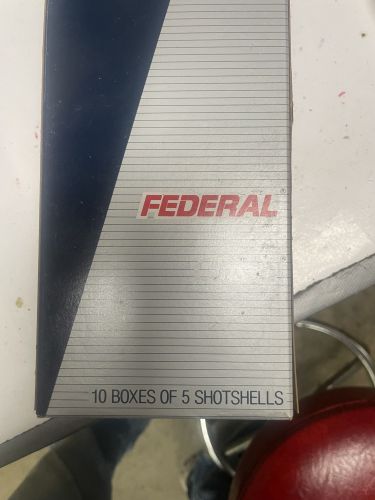 FEDERAL®
10 BOXES OF 5 SHOTSHELLS